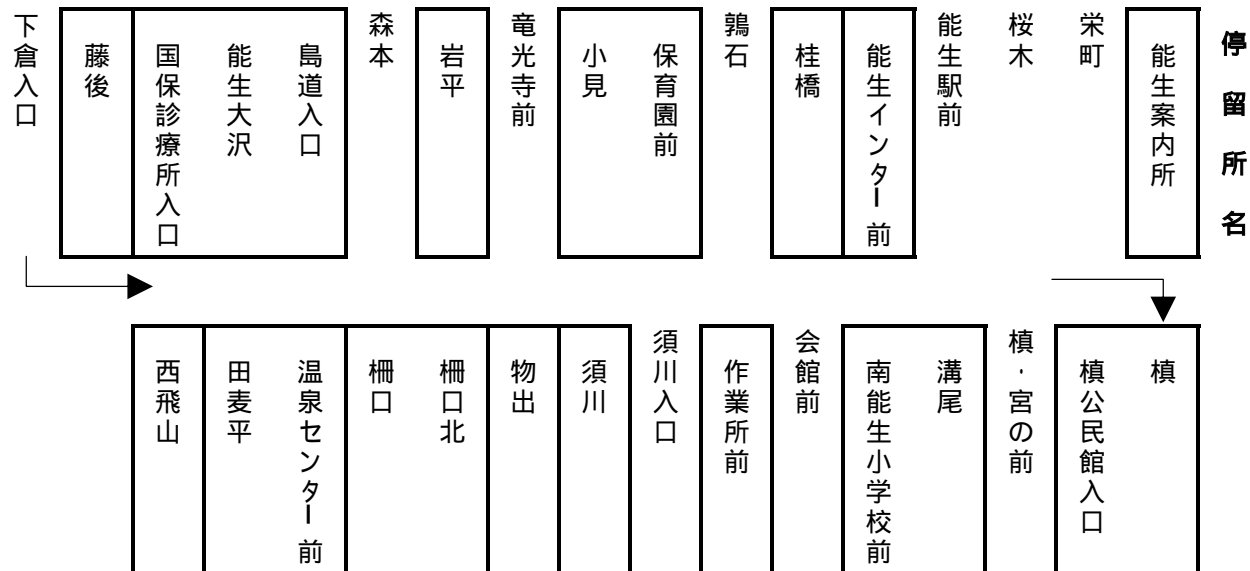 停留所名
能生案内所
栄町
桜木
能生駅前
能生インター前
桂橋
鶉石
保育園前
小見
竜光寺前
岩平
森本
島道入口
能生大沢
国保診療所入口
藤後
下倉入口
槙
槙公民館入口
槙・宮の前
溝尾
南能生小学校前
会館前
作業所前
須川入口
須川
物出
柵口北
柵口
温泉センター前
田麦平
西飛山